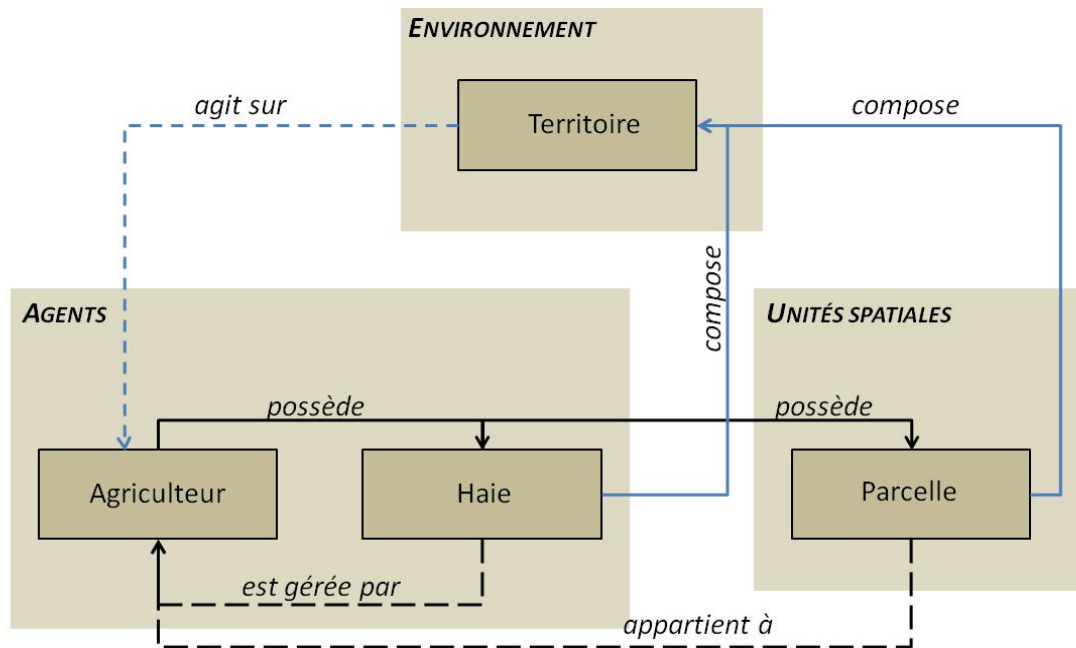 ENVIRONNEMENT
agit sur
Territoire
compose
compose
AGENTS
UNITÉS SPATIALES
possède
possède
Agriculteur
Haie
Parcelle
est gérée par
appartient à